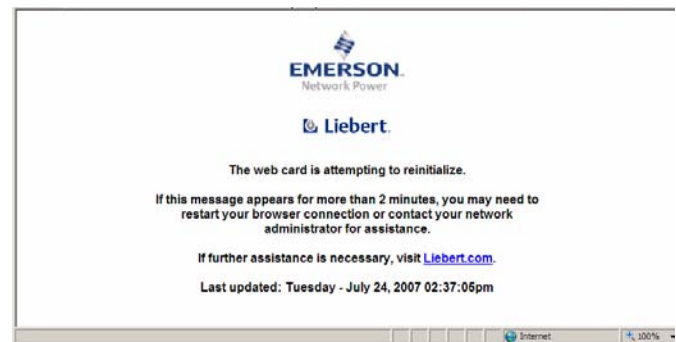 EMERSON.
Network Power
Liebert.
The web card is attempting to reinitialize.
If this message appears for more than 2 minutes, you may need to
restart your browser connection or contact your network
administrator for assistance.
If further assistance is necessary, visit Liebert.com.
Last updated: Tuesday - July 24, 2007 02:37:05pm
Internet
100%